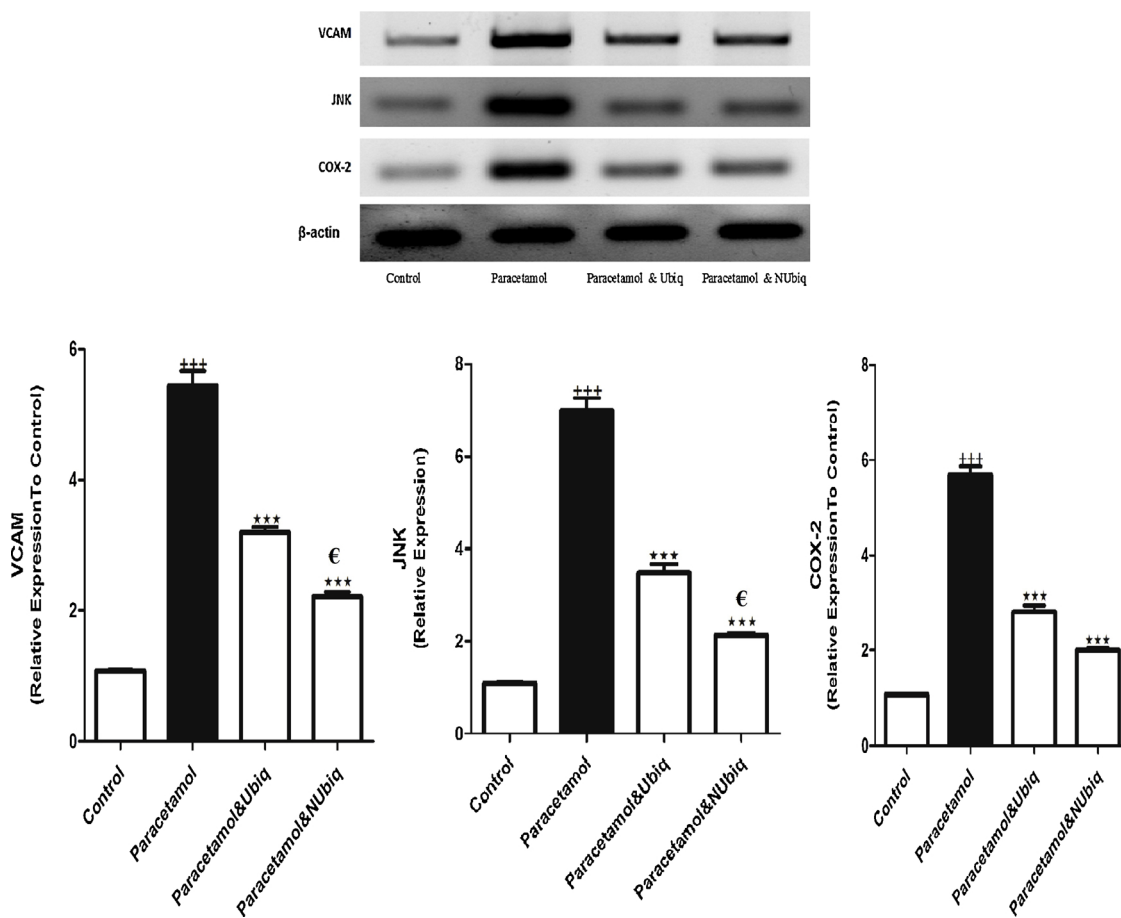 VCAM
JNK
COX-2
β-actin
Control Paracetamol Paracetamol & Ubiq Paracetamol & NUbiq
VCAM
(Relative ExpressionTo Control)
6
4
2
0
+++
***
€
***
Control
Paracetamol
Paracetamol&Ubiq
Paracetamol&NUbiq
JNK
(Relative Expression)
8
6
4
2
0
+++
***
€
***
Control
Paracetamol
Paracetamol&Ubiq
Paracetamol&NUbiq
COX-2
(Relative ExpressionTo Control)
8
6
4
2
0
+++
***
***
Control
Paracetamol
Paracetamol&Ubiq
Paracetamol&NUbiq